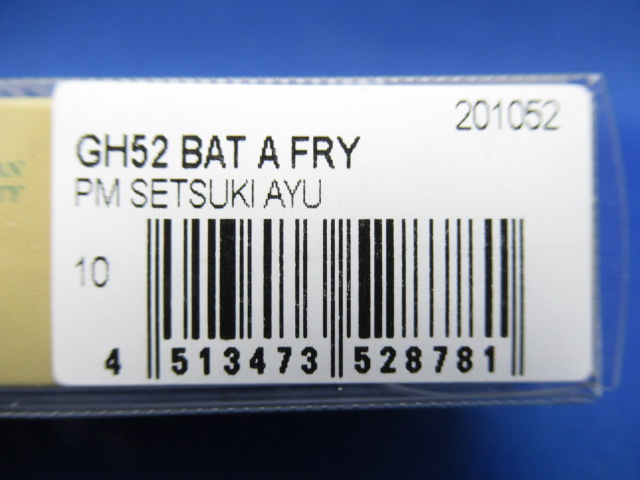 201052
GH52 BAT A FRY
PM SETSUKI AYU
10
4 513473 528781